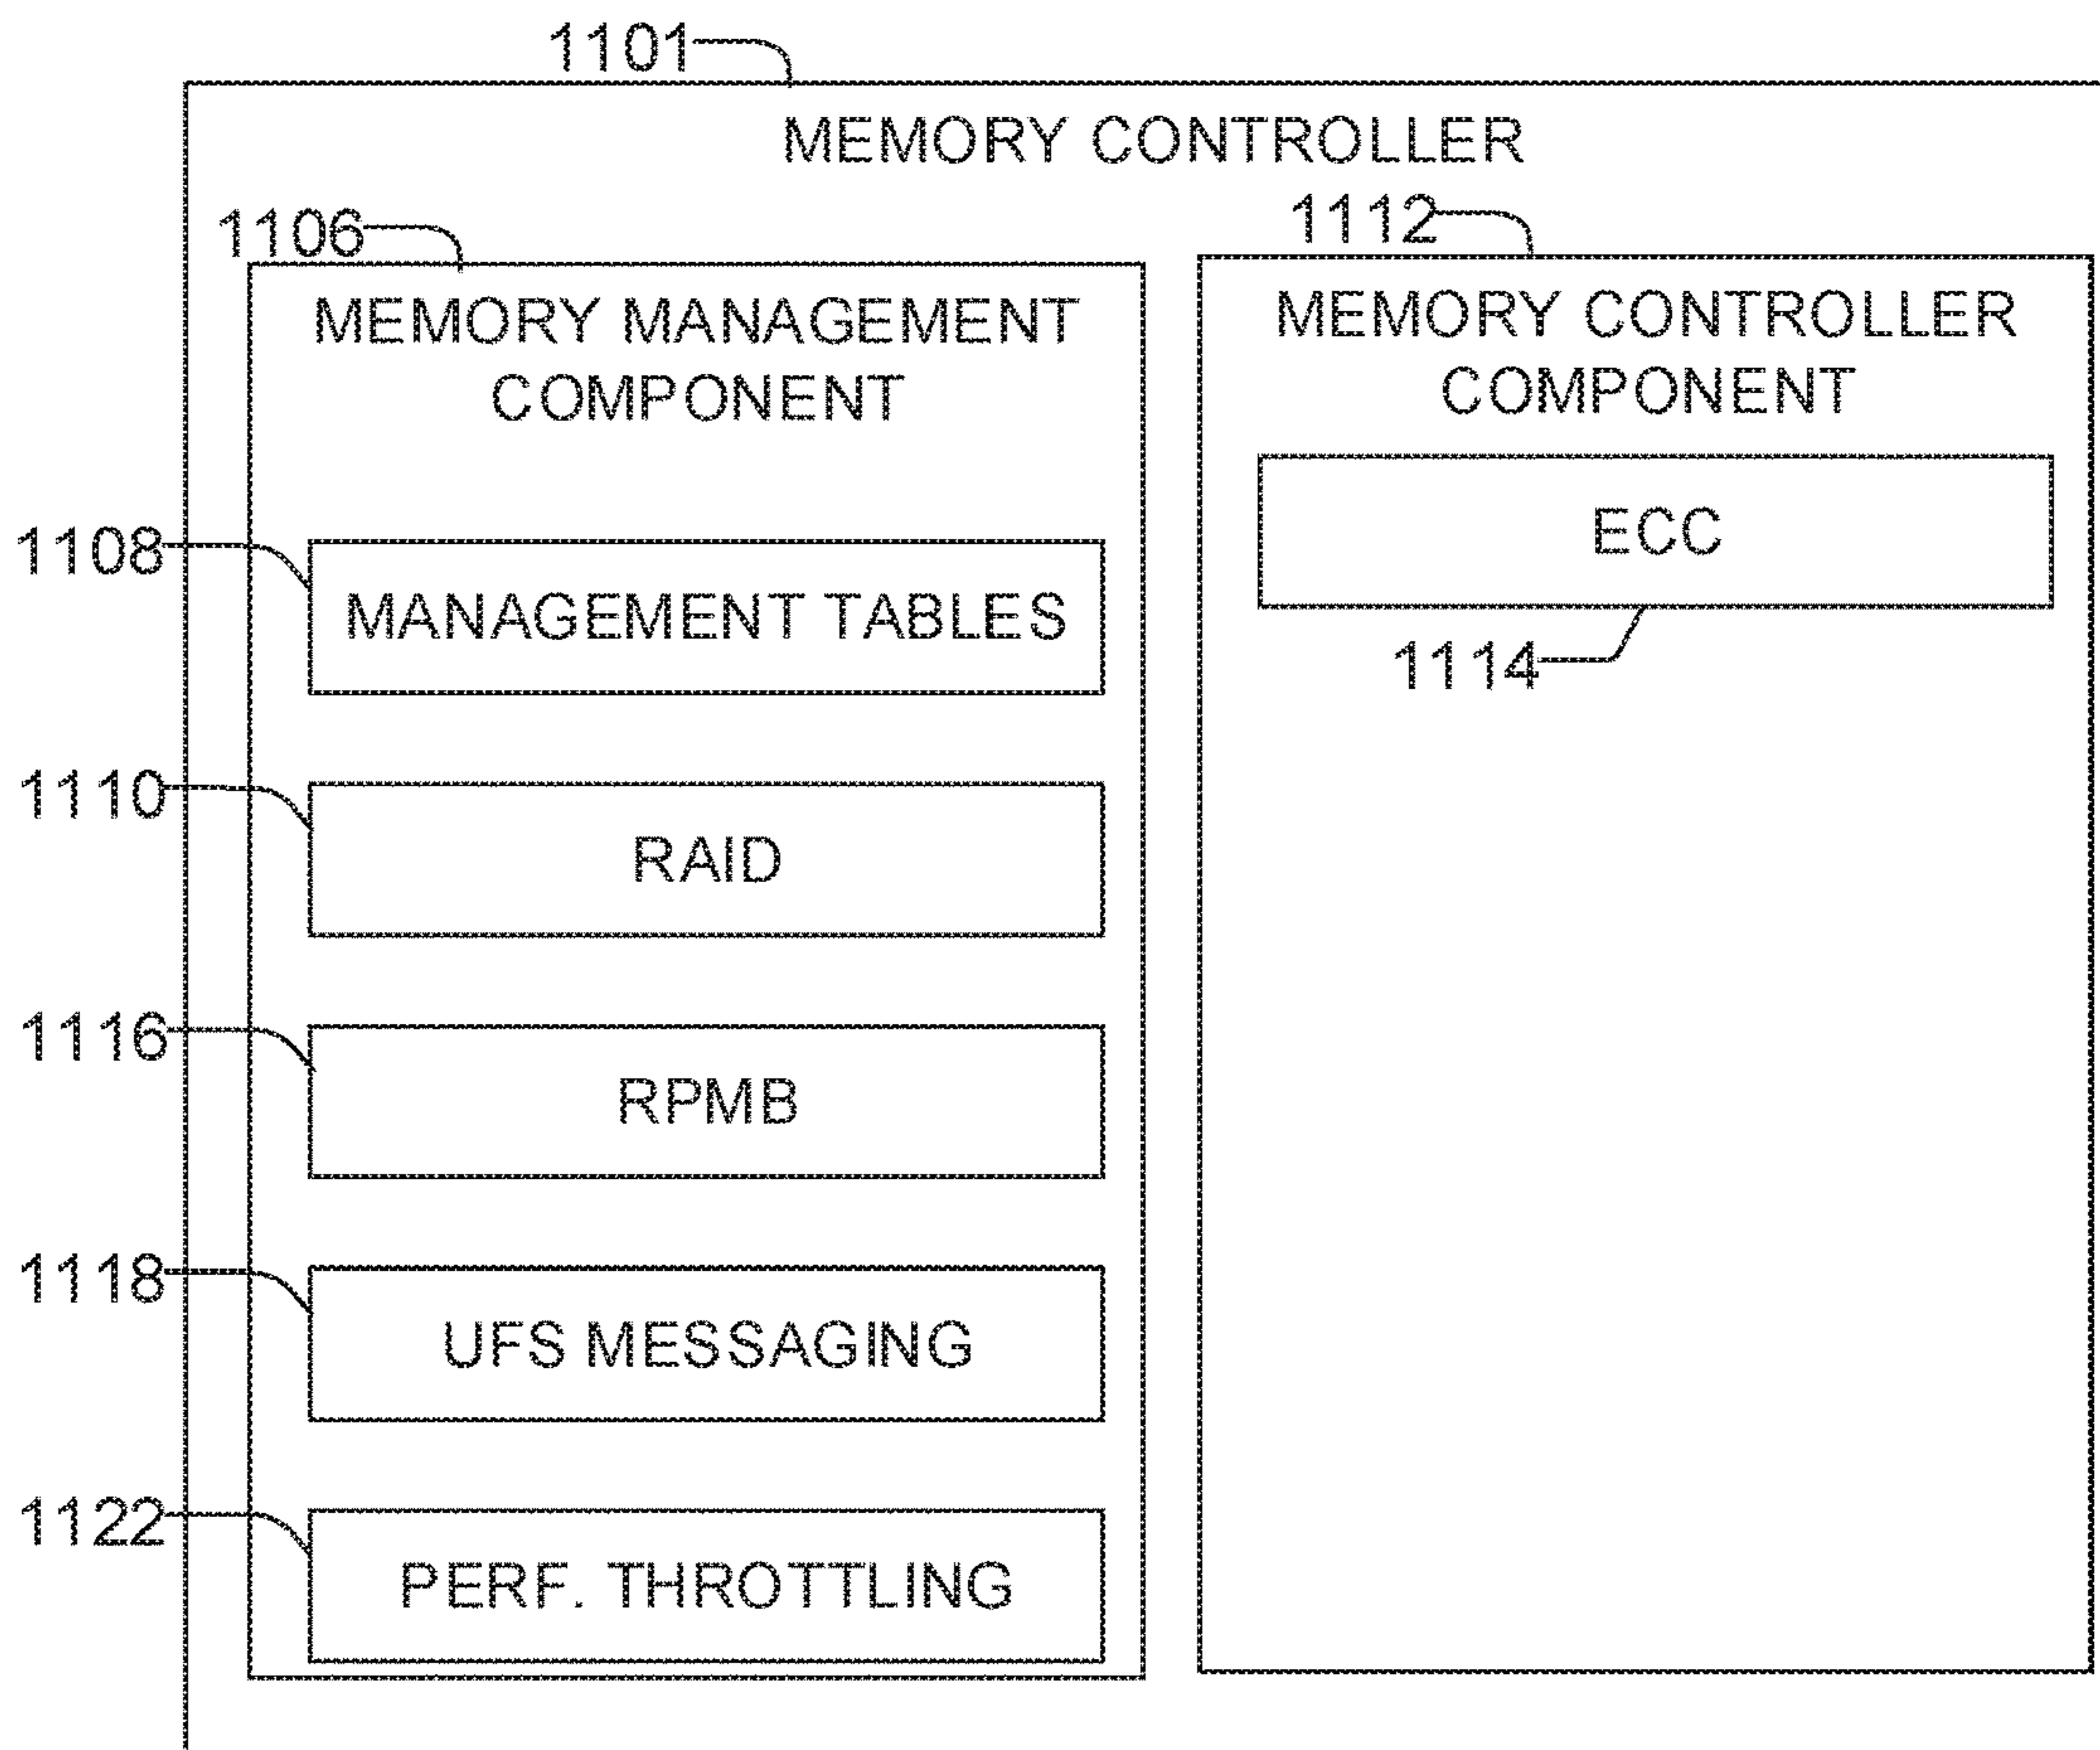 1101
MEMORY CONTROLLER
1106
MEMORY MANAGEMENT
COMPONENT
1108
MANAGEMENT TABLES
1110
RAID
1116
RPMB
1118
UFS MESSAGING
1122
PERF. THROTTLING
1112
MEMORY CONTROLLER
COMPONENT
ECC
1114